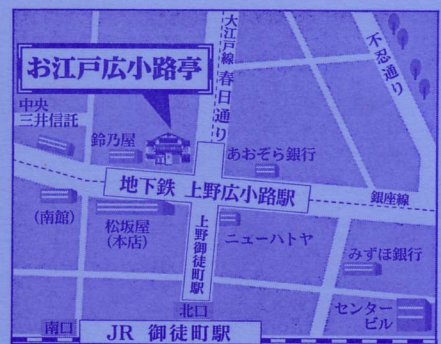 大江戸線
春日通り
不忍通り
お江戸広小路亭
中央
三井信託
鈴乃屋
あおぞら銀行
地下鉄 上野広小路駅
銀座線
(南館)
松坂屋
(本店)
上野御徒町駅
ニューハトヤ
みずほ銀行
北口
センター
ビル
南口
JR 御徒町駅